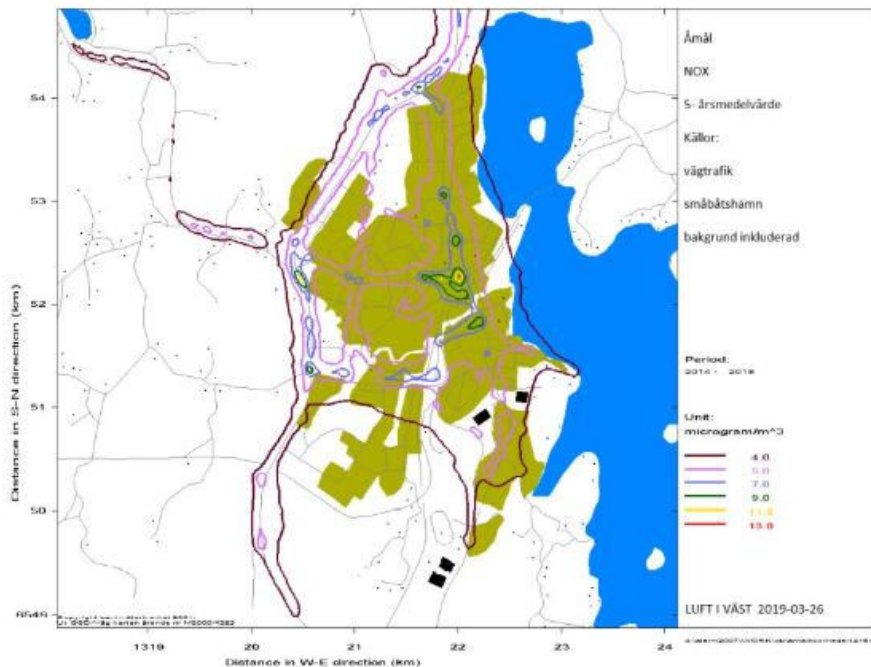 Åmål
NOX
5- årsmedelvärde
Källor:
vägtrafik
småbåtshamn
bakgrund inkluderad
Period:
2014 - 2018
Unit:
microgram/m^3
4.0
5.0
7.0
9.0
11.0
13.0
LUFT I VÄST 2019-03-26
Distance in S-N direction (km)
54
53
52
51
50
6549
1319
20
21
22
23
24
Distance in W-E direction (km)